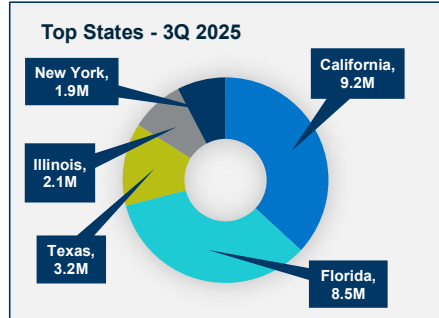 Top States - 3Q 2025
New York,
1.9M
California,
9.2M
Illinois,
2.1M
Texas,
3.2M
Florida,
8.5M